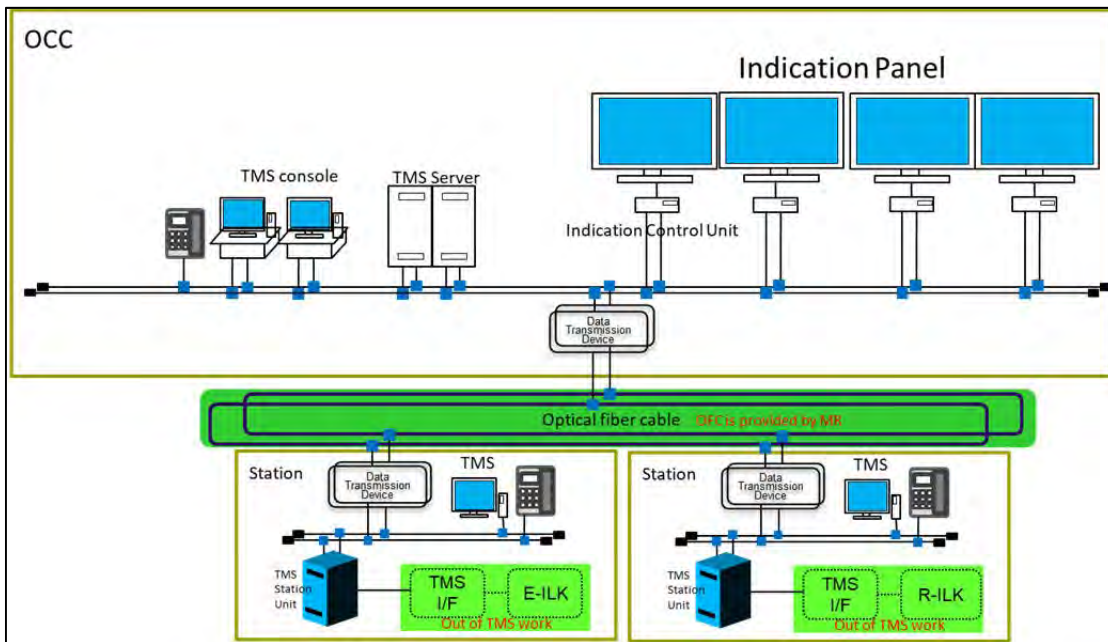 OCC
Indication Panel
TMS console
TMS Server
Indication Control Unit
Data
Transmission
Device
Optical fiber cable OFC is provided by MR
Station
Data
Transmission
Device
TMS
TMS
Station
Unit
TMS
I/F
E-ILK
Out of TMS work
Station
Data
Transmission
Device
TMS
TMS
Station
Unit
TMS
I/F
R-ILK
Out of TMS work